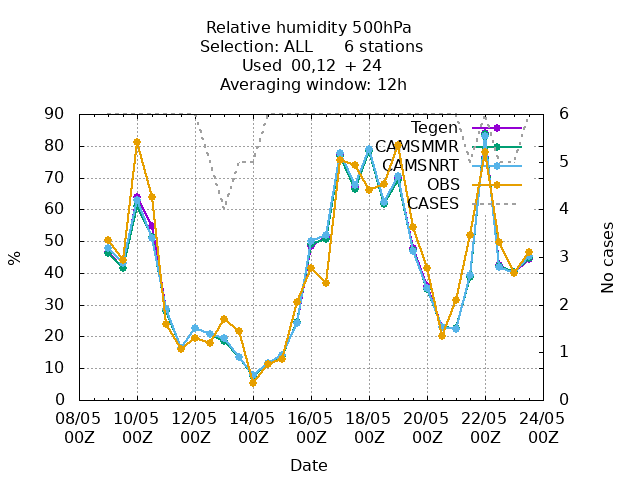 Relative humidity 500hPa
Selection: ALL 6 stations
Used 00,12 + 24
Averaging window: 12h
90 6
Tegen
80 CAMSMMR
5
CAMSNRT
70
OBS
60 CASES 4
50
3
40
30 2
20
1
10
0 0
08/05 10/05 12/05 14/05 16/05 18/05 20/05 22/05 24/05
00Z 00Z 00Z 00Z 00Z 00Z 00Z 00Z 00Z
Date
%
No cases